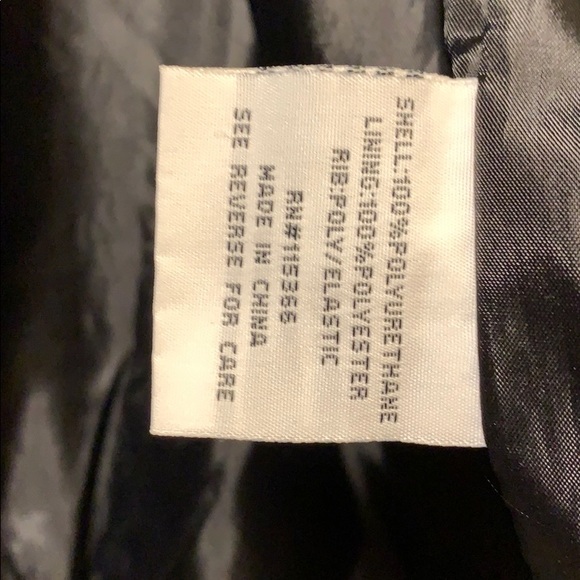 SHELL:100%POLYURETHANE
LINING:100%POLYESTER
RIB:POLY/ELASTIC
RN#115366
MADE IN CHINA
SEE REVERSE FOR CARE